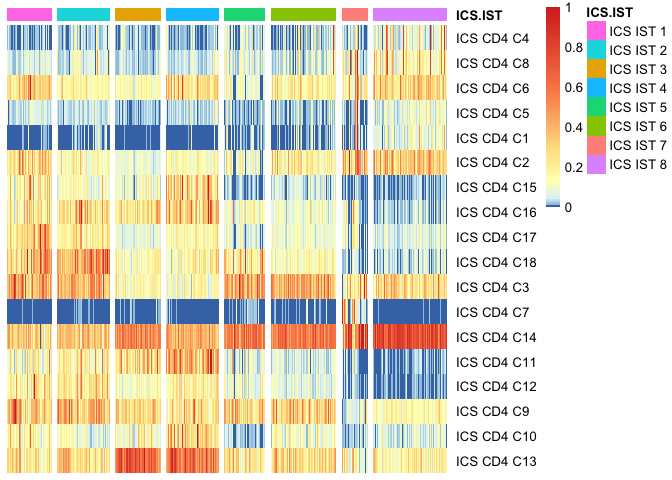 ICS.IST
ICS CD4 C4
ICS CD4 C8
ICS CD4 C6
ICS CD4 C5
ICS CD4 C1
ICS CD4 C2
ICS CD4 C15
ICS CD4 C16
ICS CD4 C17
ICS CD4 C18
ICS CD4 C3
ICS CD4 C7
ICS CD4 C14
ICS CD4 C11
ICS CD4 C12
ICS CD4 C9
ICS CD4 C10
ICS CD4 C13
1
0.8
0.6
0.4
0.2
0
ICS.IST
ICS IST 1
ICS IST 2
ICS IST 3
ICS IST 4
ICS IST 5
ICS IST 6
ICS IST 7
ICS IST 8